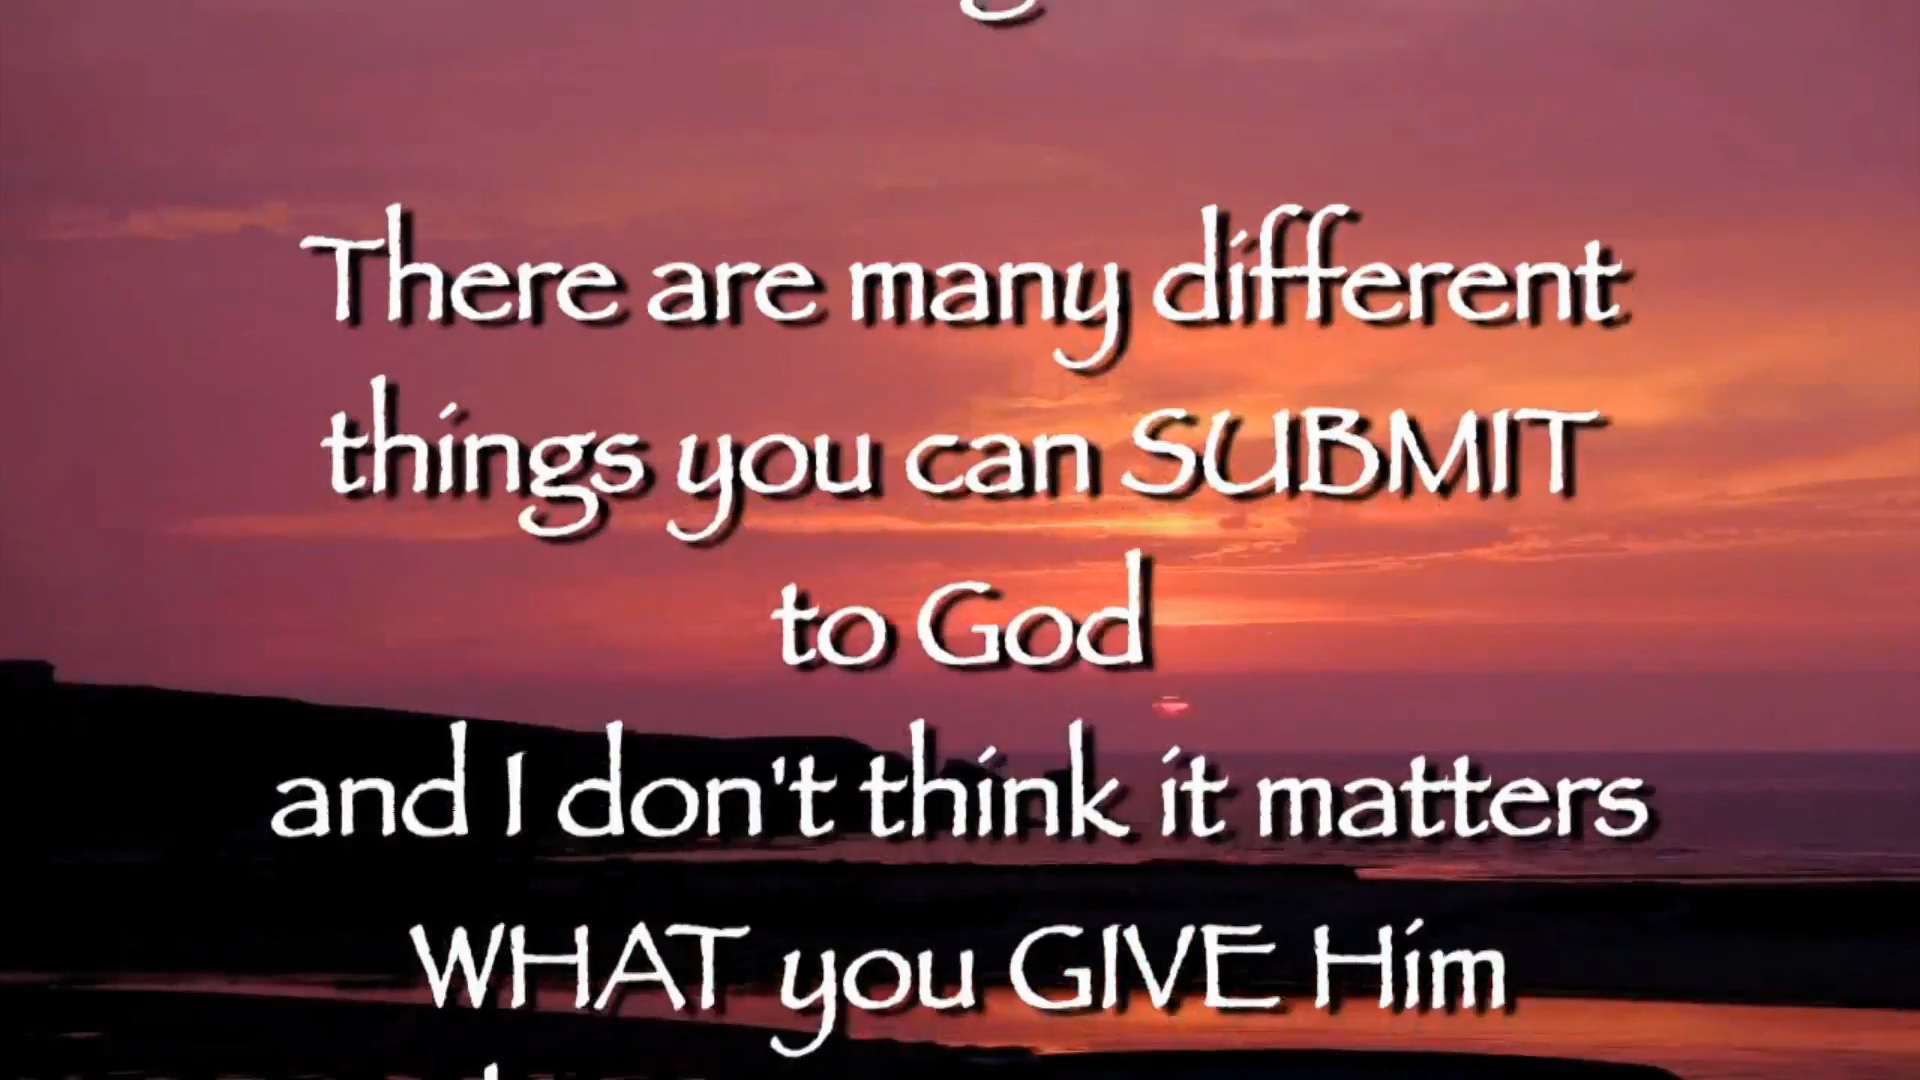 There are many different
things you can SUBMIT
to God
and I don't think it matters
WHAT you GIVE Him